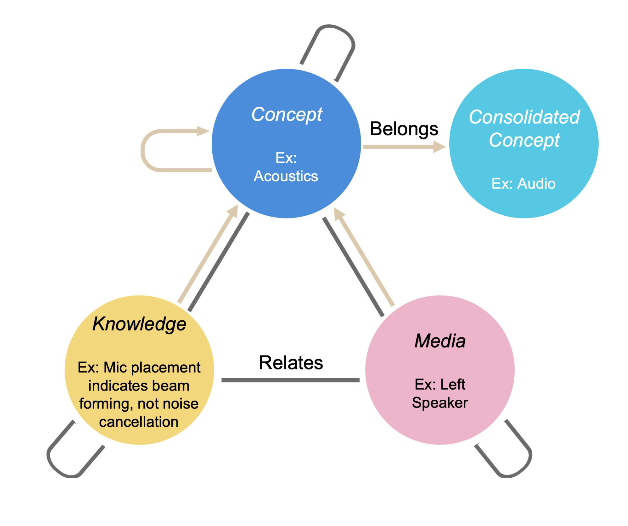 Concept
Ex:
Acoustics
Belongs
Consolidated
Concept
Ex: Audio
Knowledge
Ex: Mic placement
indicates beam
forming, not noise
cancellation
Relates
Media
Ex: Left
Speaker